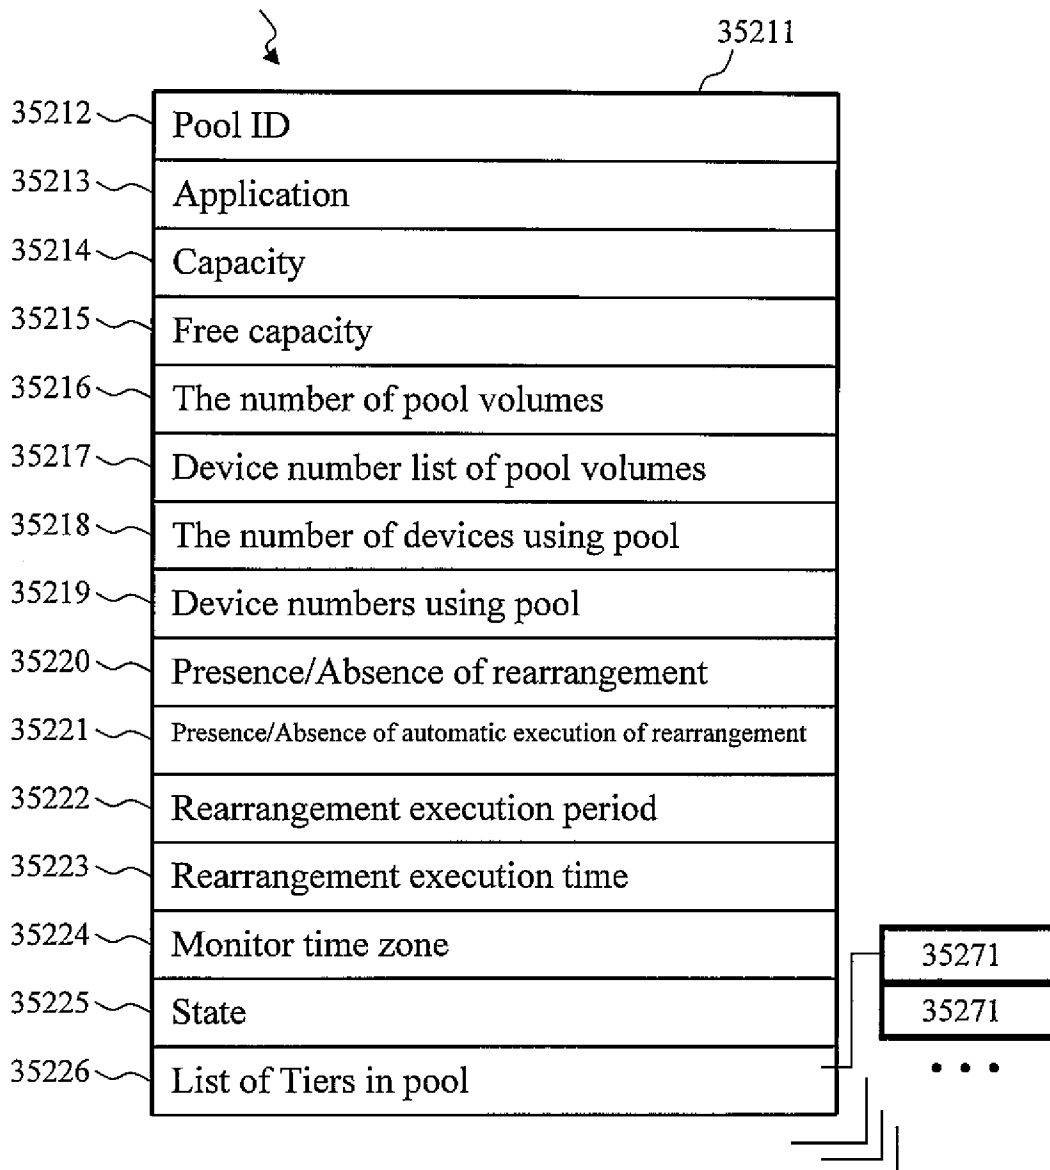 35211
35212 Pool ID
35213 Application
35214 Capacity
35215 Free capacity
35216 The number of pool volumes
35217 Device number list of pool volumes
35218 The number of devices using pool
35219 Device numbers using pool
35220 Presence/Absence of rearrangement
35221 Presence/Absence of automatic execution of rearrangement
35222 Rearrangement execution period
35223 Rearrangement execution time
35224 Monitor time zone
35271
35225 State
35271
35226 List of Tiers in pool
• • •